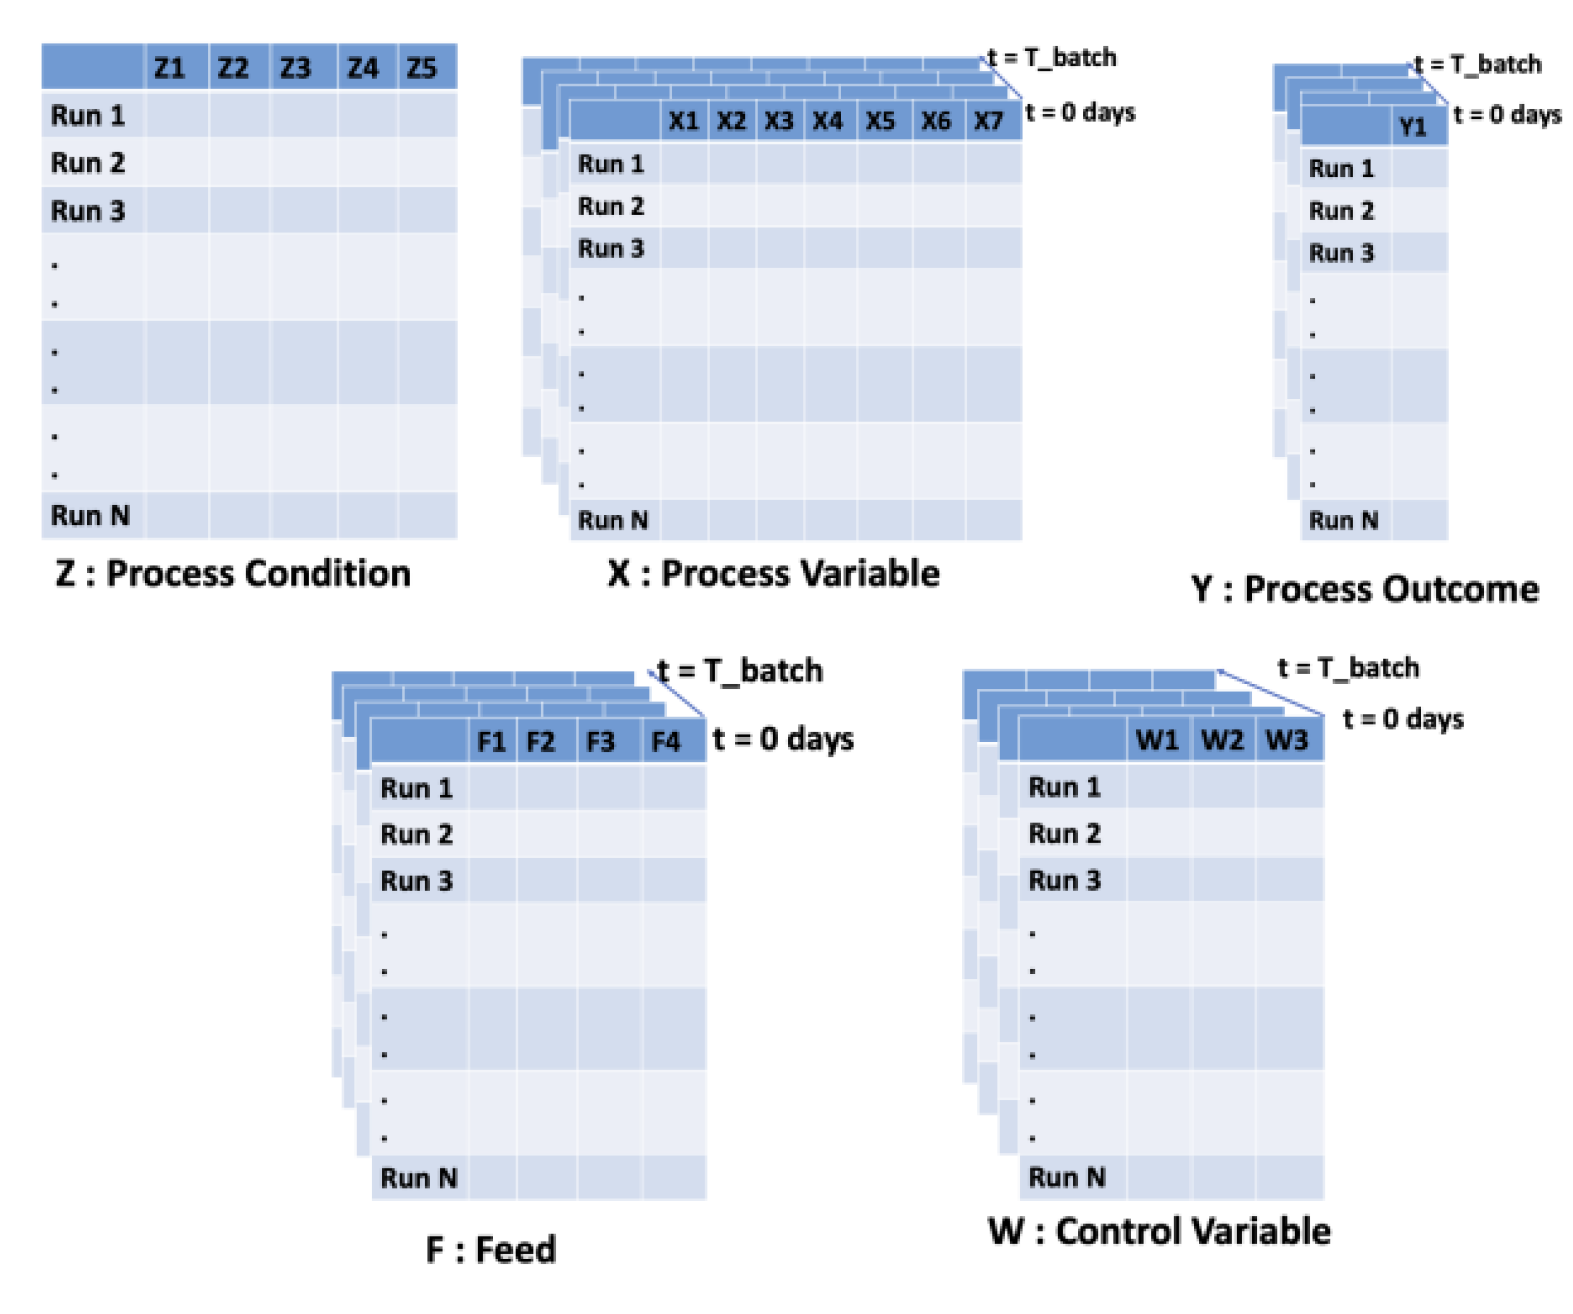 Z1 Z2 Z3 Z4 Z5
Run 1
Run 2
Run 3
.
.
.
.
.
.
Run N
Z : Process Condition
t = T_batch
t = 0 days
X1 X2 X3 X4 X5 X6 X7
Run 1
Run 2
Run 3
.
.
.
.
.
.
Run N
X : Process Variable
t = T_batch
t = 0 days
Y1
Run 1
Run 2
Run 3
.
.
.
.
.
.
Run N
Y : Process Outcome
t = T_batch
t = 0 days
F1 F2 F3 F4
Run 1
Run 2
Run 3
.
.
.
.
.
.
Run N
F : Feed
t = T_batch
t = 0 days
W1 W2 W3
Run 1
Run 2
Run 3
.
.
.
.
.
.
Run N
W : Control Variable